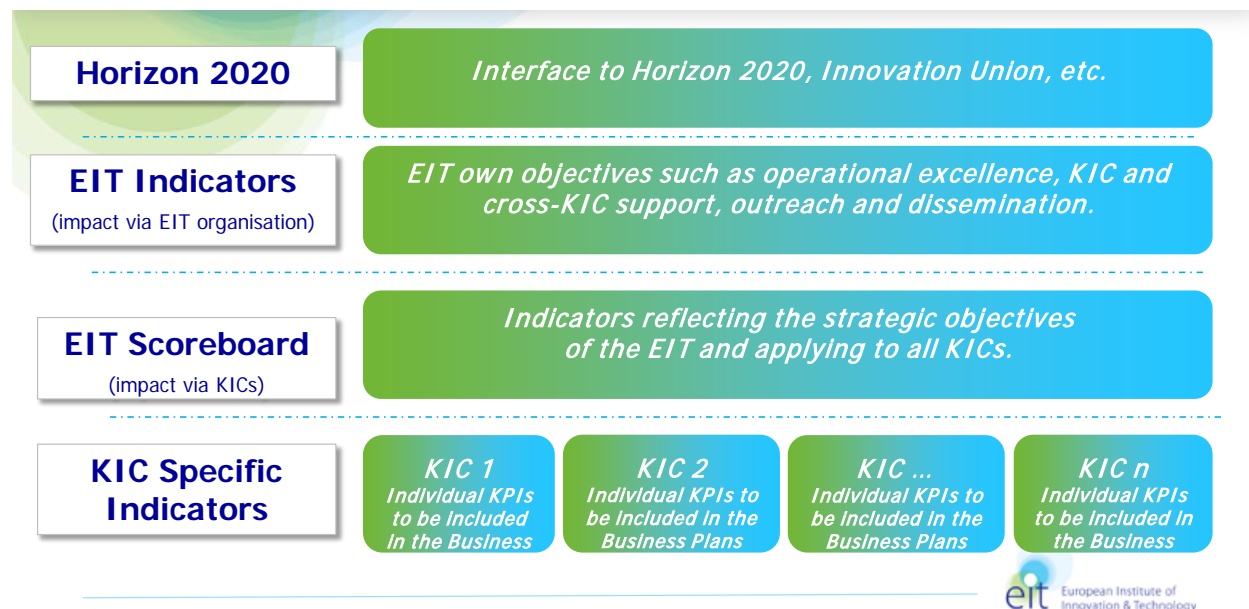 Horizon 2020
Interface to Horizon 2020, Innovation Union, etc.
EIT Indicators
(impact via EIT organisation)
EIT own objectives such as operational excellence, KIC and
cross-KIC support, outreach and dissemination.
EIT Scoreboard
(impact via KICs)
Indicators reflecting the strategic objectives
of the EIT and applying to all KICs.
KIC Specific
Indicators
KIC 1
Individual KPIs
to be included
in the Business
KIC 2
Individual KPIs to
be included in the
Business Plans
KIC ...
Individual KPIs to
be included in the
Business Plans
KIC n
Individual KPIs
to be included in
the Business
eit
European Institute of
Innovation & Technology